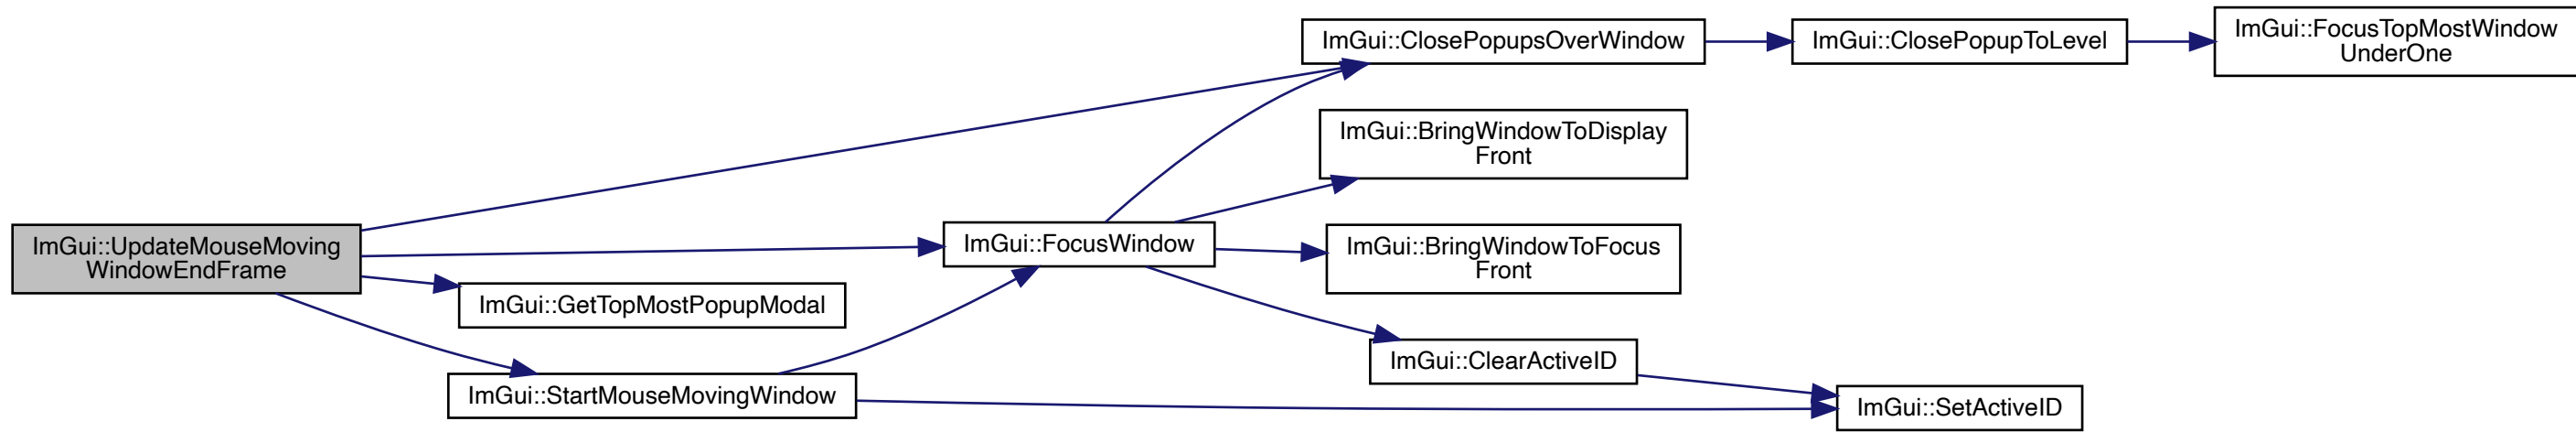 ImGui::UpdateMouseMoving
WindowEndFrame
ImGui::ClosePopupsOverWindow
ImGui::ClosePopupToLevel
ImGui::FocusTopMostWindow
UnderOne
ImGui::BringWindowToDisplay
Front
ImGui::FocusWindow
ImGui::BringWindowToFocus
Front
ImGui::GetTopMostPopupModal
ImGui::ClearActiveID
ImGui::StartMouseMovingWindow
ImGui::SetActiveID